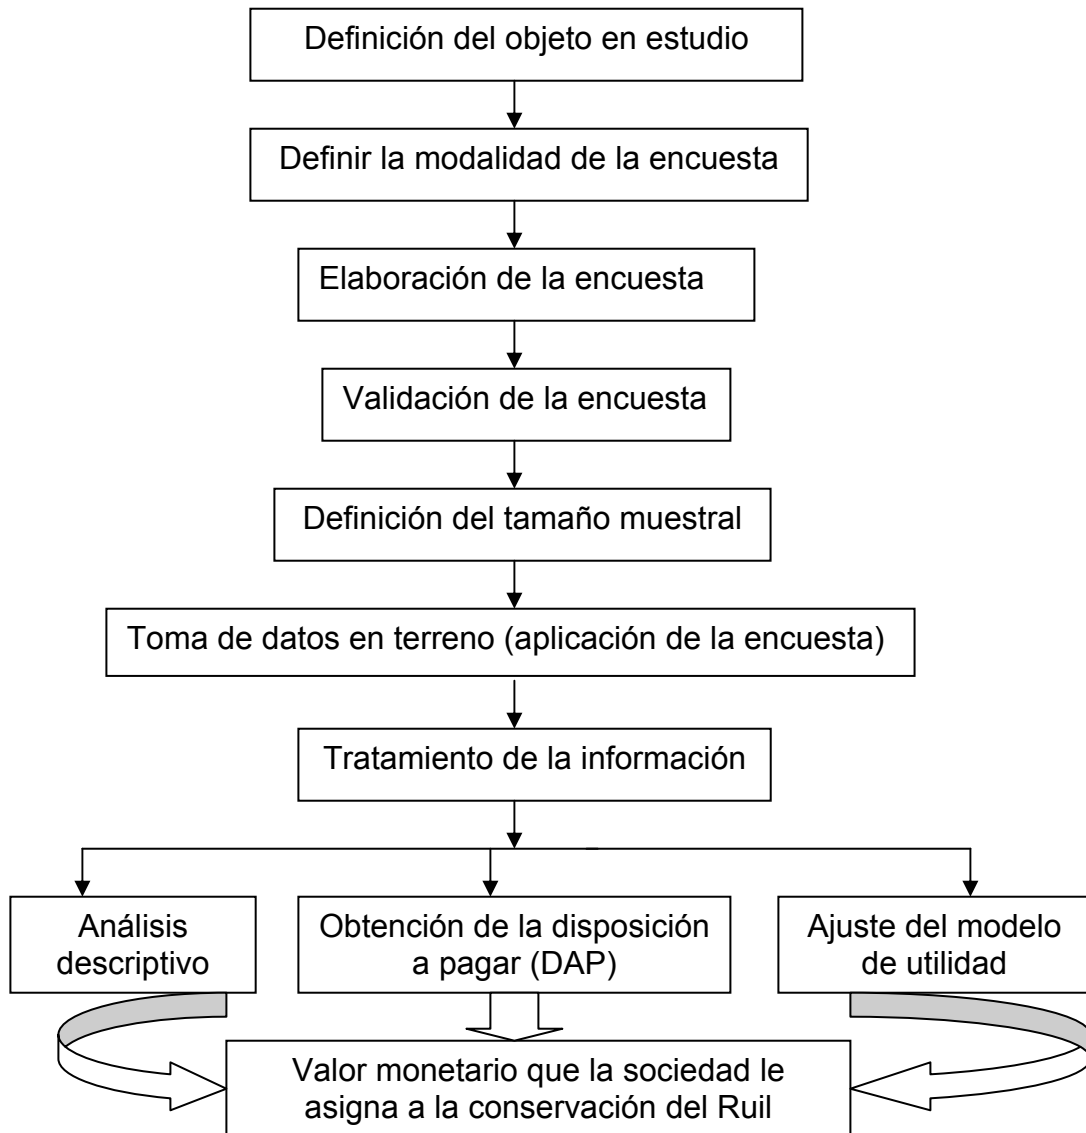 Definición del objeto en estudio
Definir la modalidad de la encuesta
Elaboración de la encuesta
Validación de la encuesta
Definición del tamaño muestral
Toma de datos en terreno (aplicación de la encuesta)
Tratamiento de la información
Análisis
descriptivo
Obtención de la disposición
a pagar (DAP)
Ajuste del modelo
de utilidad
Valor monetario que la sociedad le
asigna a la conservación del Ruil